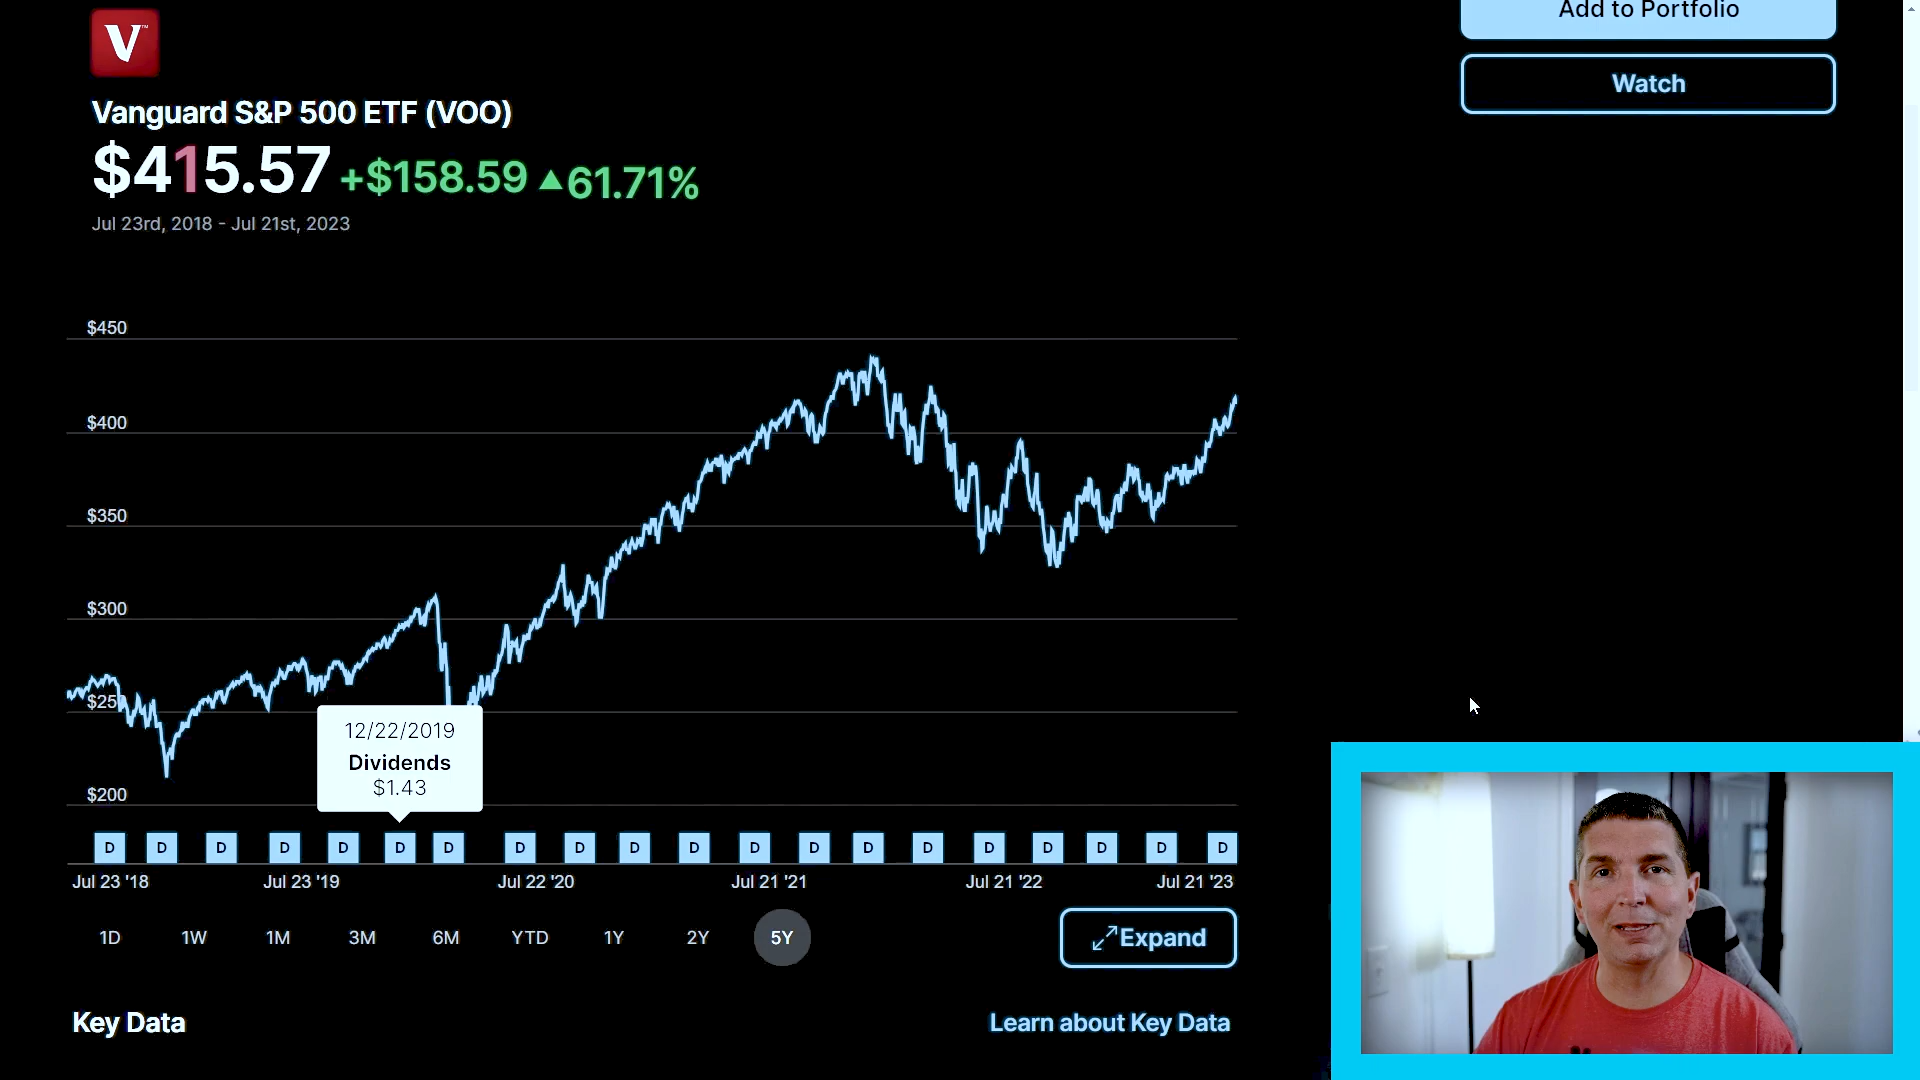 Add to Portfolio
Watch
V™
Vanguard S&P 500 ETF (VOO)
$415.57 +$158.59 ▲61.71%
Jul 23rd, 2018 - Jul 21st, 2023
$450
$400
$350
$300
$25
$200
12/22/2019
Dividends
$1.43
D D D D D D D D D D D D D D D D D D D D
Jul 23 '18 Jul 23 '19 Jul 22 '20 Jul 21 '21 Jul 21 '22 Jul 21 '23
1D 1W 1M 3M 6M YTD 1Y 2Y 5Y
Expand
Key Data
Learn about Key Data